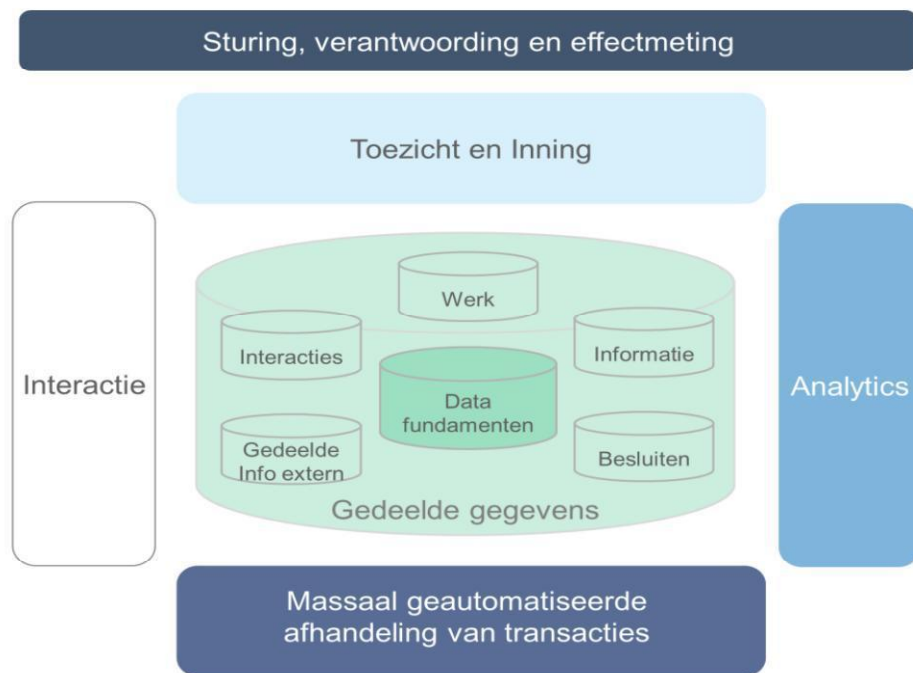 Sturing, verantwoording en effectmeting
Toezicht en Inning
Interactie
Werk
Interacties
Informatie
Data
fundamenten
Gedeelde
Info extern
Besluiten
Gedeelde gegevens
Analytics
Massaal geautomatiseerde
afhandeling van transacties